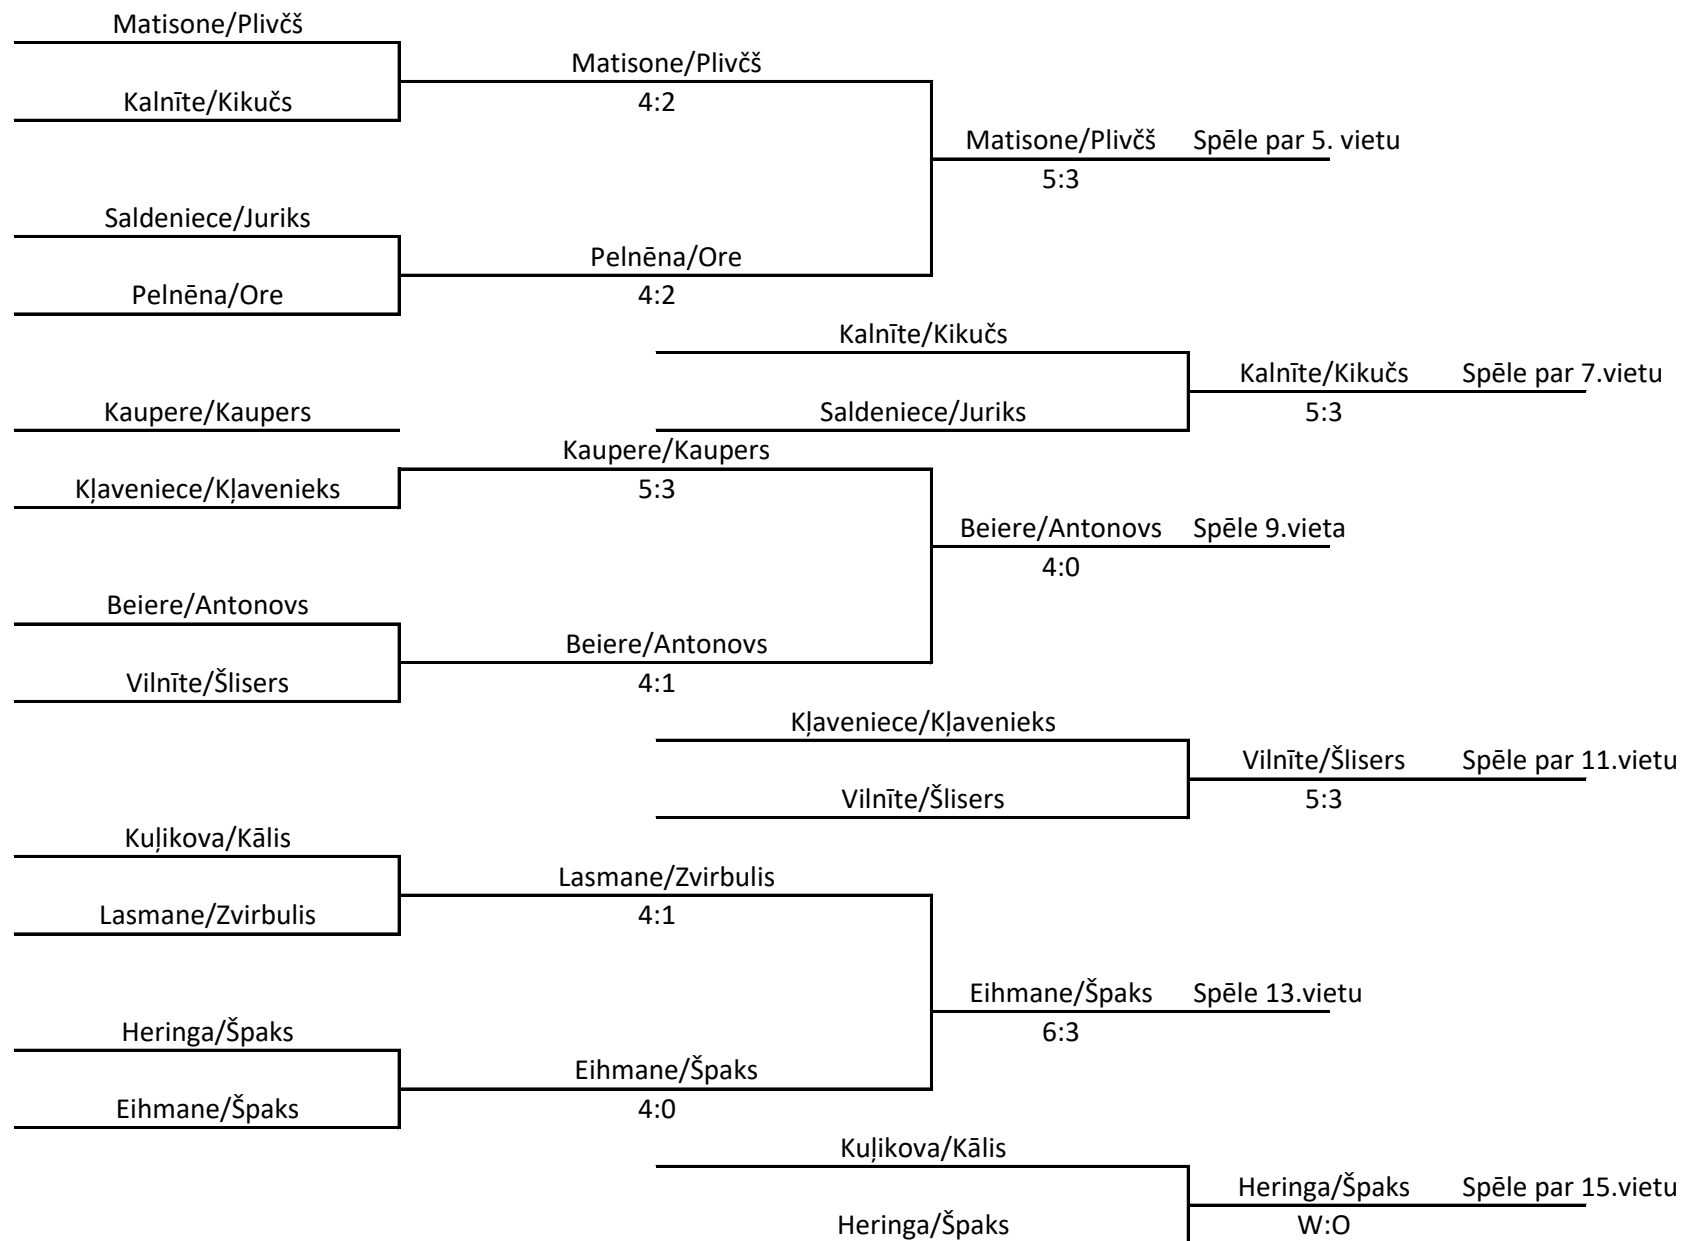 Matisone/Plivčš
Matisone/Plivčš
Kalnīte/Kikučs
4:2
Matisone/Plivčš Spēle par 5. vietu
5:3
Saldeniece/Juriks
Pelnēna/Ore
Pelnēna/Ore
4:2
Kalnīte/Kikučs
Kalnīte/Kikučs Spēle par 7.vietu
Kaupere/Kaupers
Saldeniece/Juriks
5:3
Kaupere/Kaupers
Kļaveniece/Kļavenieks
5:3
Beiere/Antonovs Spēle 9.vieta
4:0
Beiere/Antonovs
Beiere/Antonovs
Vilnīte/Šlisers
4:1
Kļaveniece/Kļavenieks
Vilnīte/Šlisers Spēle par 11.vietu
Vilnīte/Šlisers
5:3
Kuļikova/Kālis
Lasmane/Zvirbulis
Lasmane/Zvirbulis
4:1
Eihmane/Špaks Spēle 13.vietu
Heringa/Špaks
6:3
Eihmane/Špaks
Eihmane/Špaks
4:0
Kuļikova/Kālis
Heringa/Špaks Spēle par 15.vietu
Heringa/Špaks
W:O